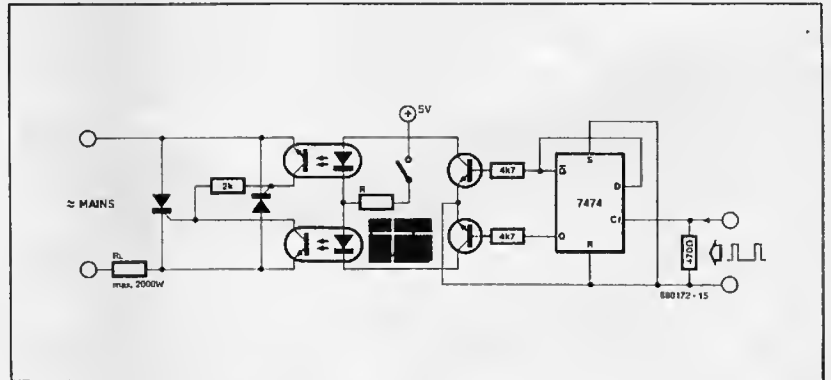 5V
2k
R
4k7
Q̅
S
D
7474
≈ MAINS
Cℓ
4k7
Q
R
470Ω
RL
max. 2000W
880172 - 15